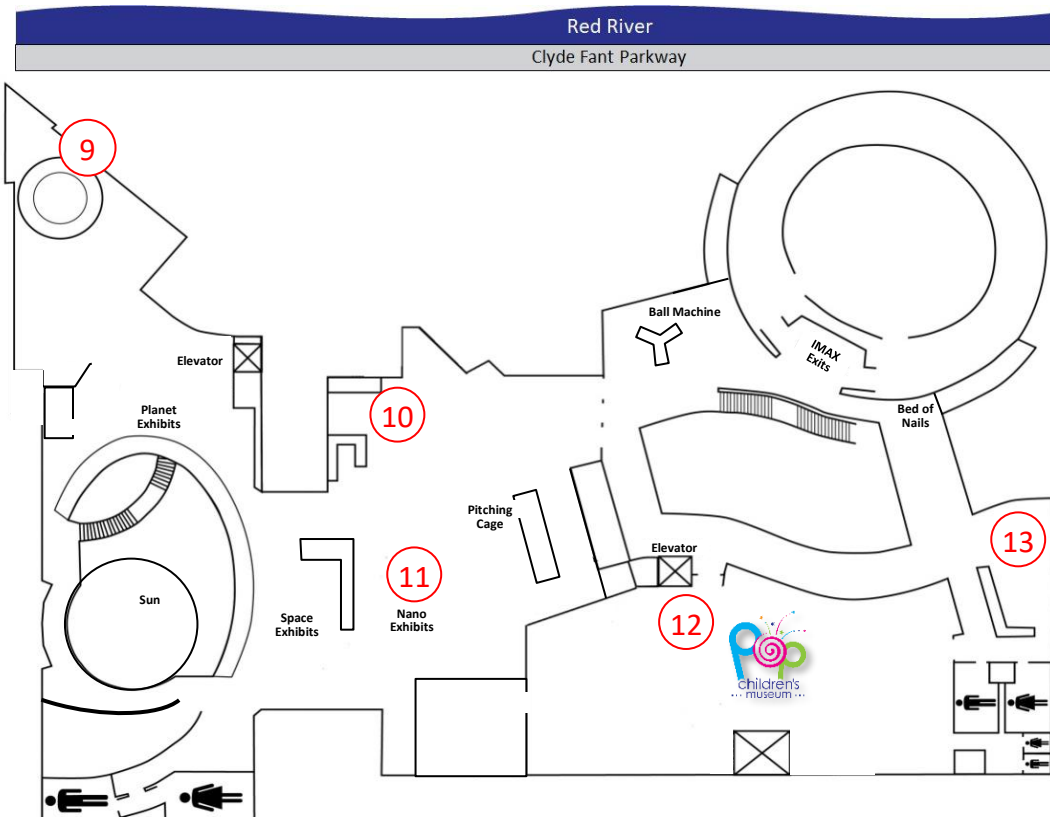 Red River
Clyde Fant Parkway
9
Ball Machine
IMAX
Exits
Elevator
Planet
Exhibits
10
Bed of
Nails
Pitching
Cage
13
Elevator
11
Sun
Space
Exhibits
Nano
Exhibits
12
pop
children's
museum